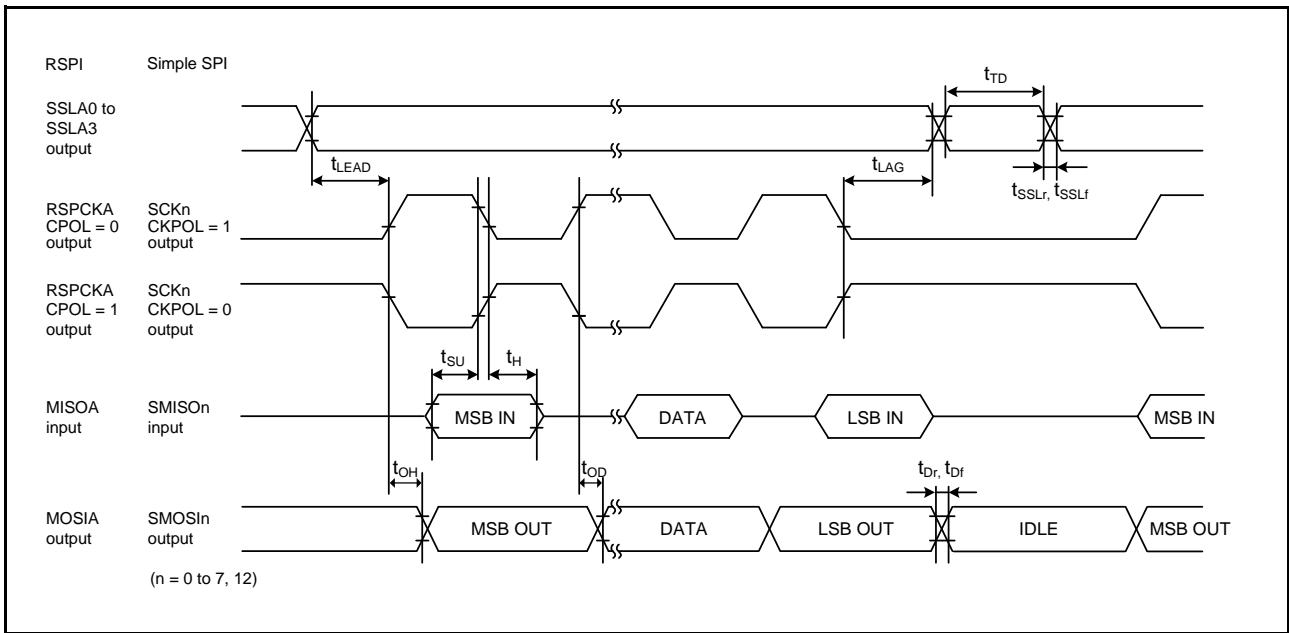 RSPI Simple SPI
SSLA0 to
SSLA3
output
tTD
tLEAD
tLAG
tSSLr, tSSLf
RSPCKA SCKn
CPOL = 0 CKPOL = 1
output output
RSPCKA SCKn
CPOL = 1 CKPOL = 0
output output
tSU tH
MISOA SMISOn
input input
MSB IN DATA LSB IN MSB IN
tOH tOD tDr, tDf
MOSIA SMOSIn
output output
MSB OUT DATA LSB OUT IDLE MSB OUT
(n = 0 to 7, 12)